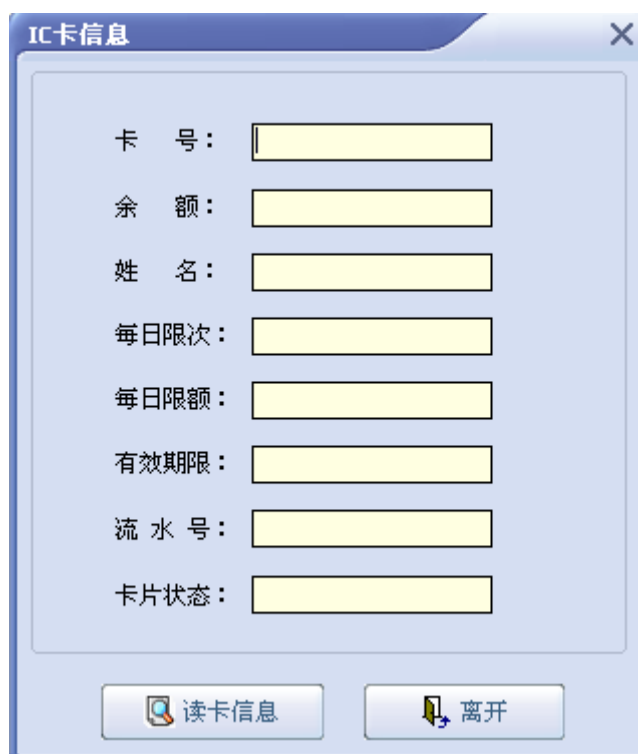 IC卡信息
卡 号：
余 额：
姓 名：
每日限次：
每日限额：
有效期限：
流 水 号：
卡片状态：
读卡信息 离开